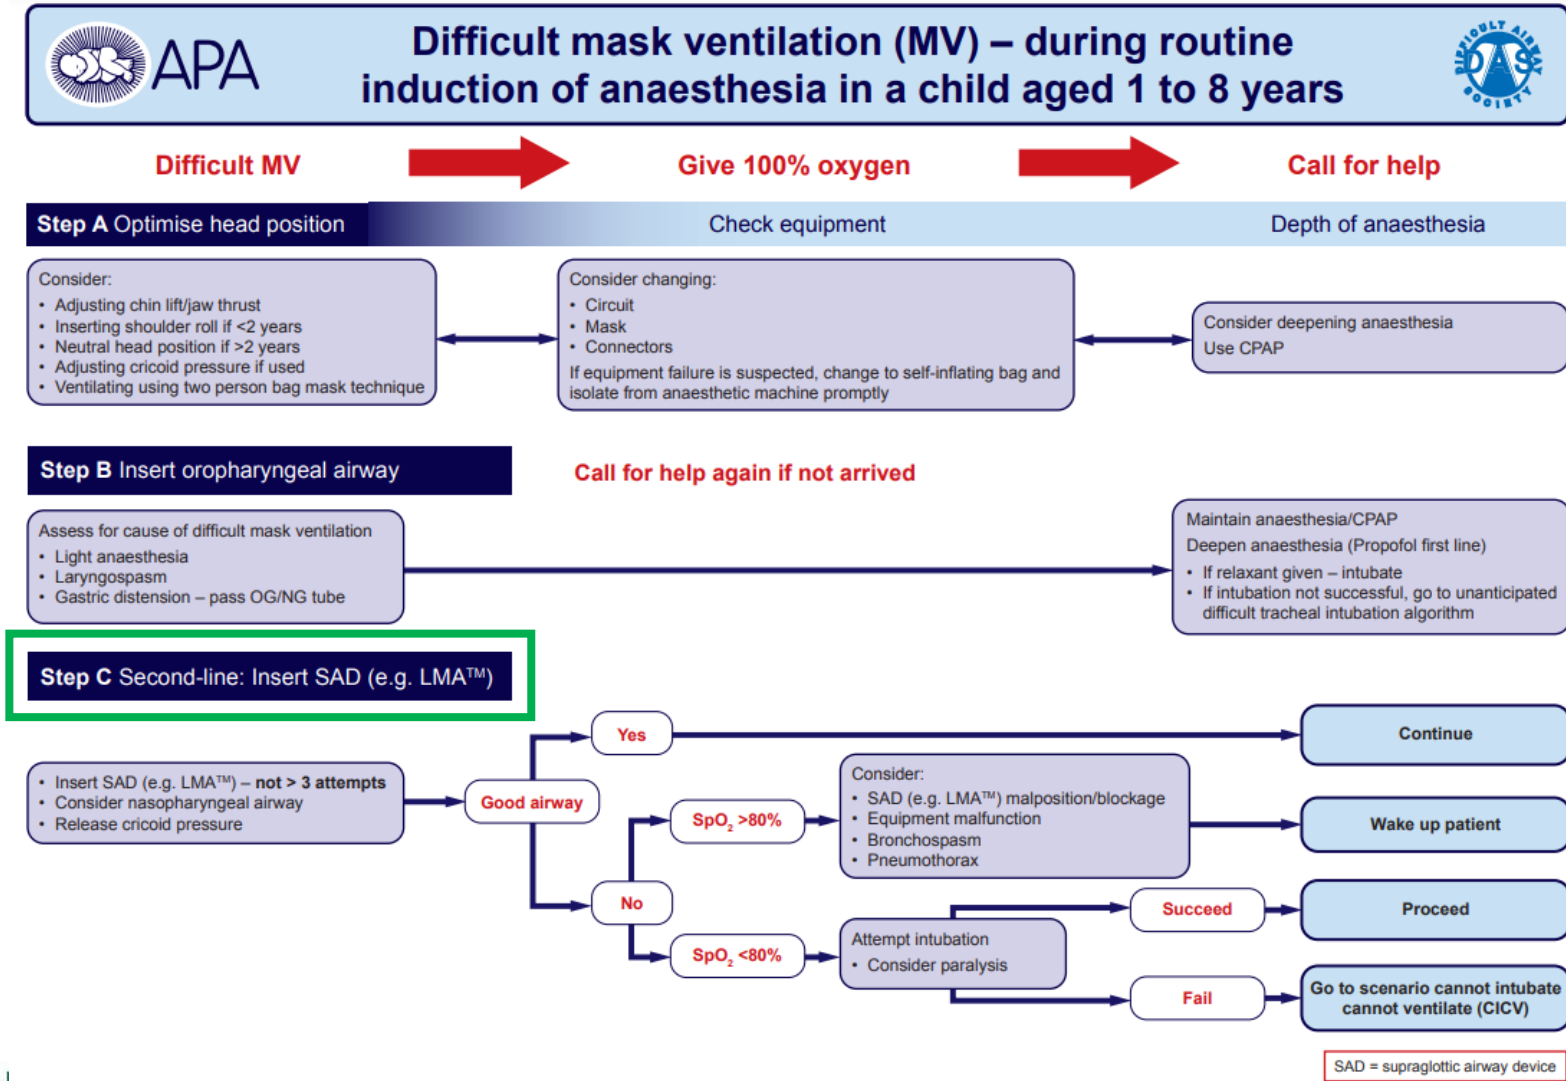 APA
Difficult mask ventilation (MV) – during routine
induction of anaesthesia in a child aged 1 to 8 years
DIFFICULT AIRWAY
DAS
SOCIETY
Difficult MV
Give 100% oxygen
Call for help
Step A Optimise head position
Check equipment
Depth of anaesthesia
Consider:
• Adjusting chin lift/jaw thrust
• Inserting shoulder roll if <2 years
• Neutral head position if >2 years
• Adjusting cricoid pressure if used
• Ventilating using two person bag mask technique
Consider changing:
• Circuit
• Mask
• Connectors
If equipment failure is suspected, change to self-inflating bag and
isolate from anaesthetic machine promptly
Consider deepening anaesthesia
Use CPAP
Step B Insert oropharyngeal airway
Call for help again if not arrived
Assess for cause of difficult mask ventilation
• Light anaesthesia
• Laryngospasm
• Gastric distension – pass OG/NG tube
Maintain anaesthesia/CPAP
Deepen anaesthesia (Propofol first line)
• If relaxant given – intubate
• If intubation not successful, go to unanticipated
difficult tracheal intubation algorithm
Step C Second-line: Insert SAD (e.g. LMA™)
• Insert SAD (e.g. LMA™) – not > 3 attempts
• Consider nasopharyngeal airway
• Release cricoid pressure
Good airway
Yes
Continue
No
SpO₂ >80%
Consider:
• SAD (e.g. LMA™) malposition/blockage
• Equipment malfunction
• Bronchospasm
• Pneumothorax
Wake up patient
SpO₂ <80%
Attempt intubation
• Consider paralysis
Succeed
Proceed
Fail
Go to scenario cannot intubate
cannot ventilate (CICV)
SAD = supraglottic airway device